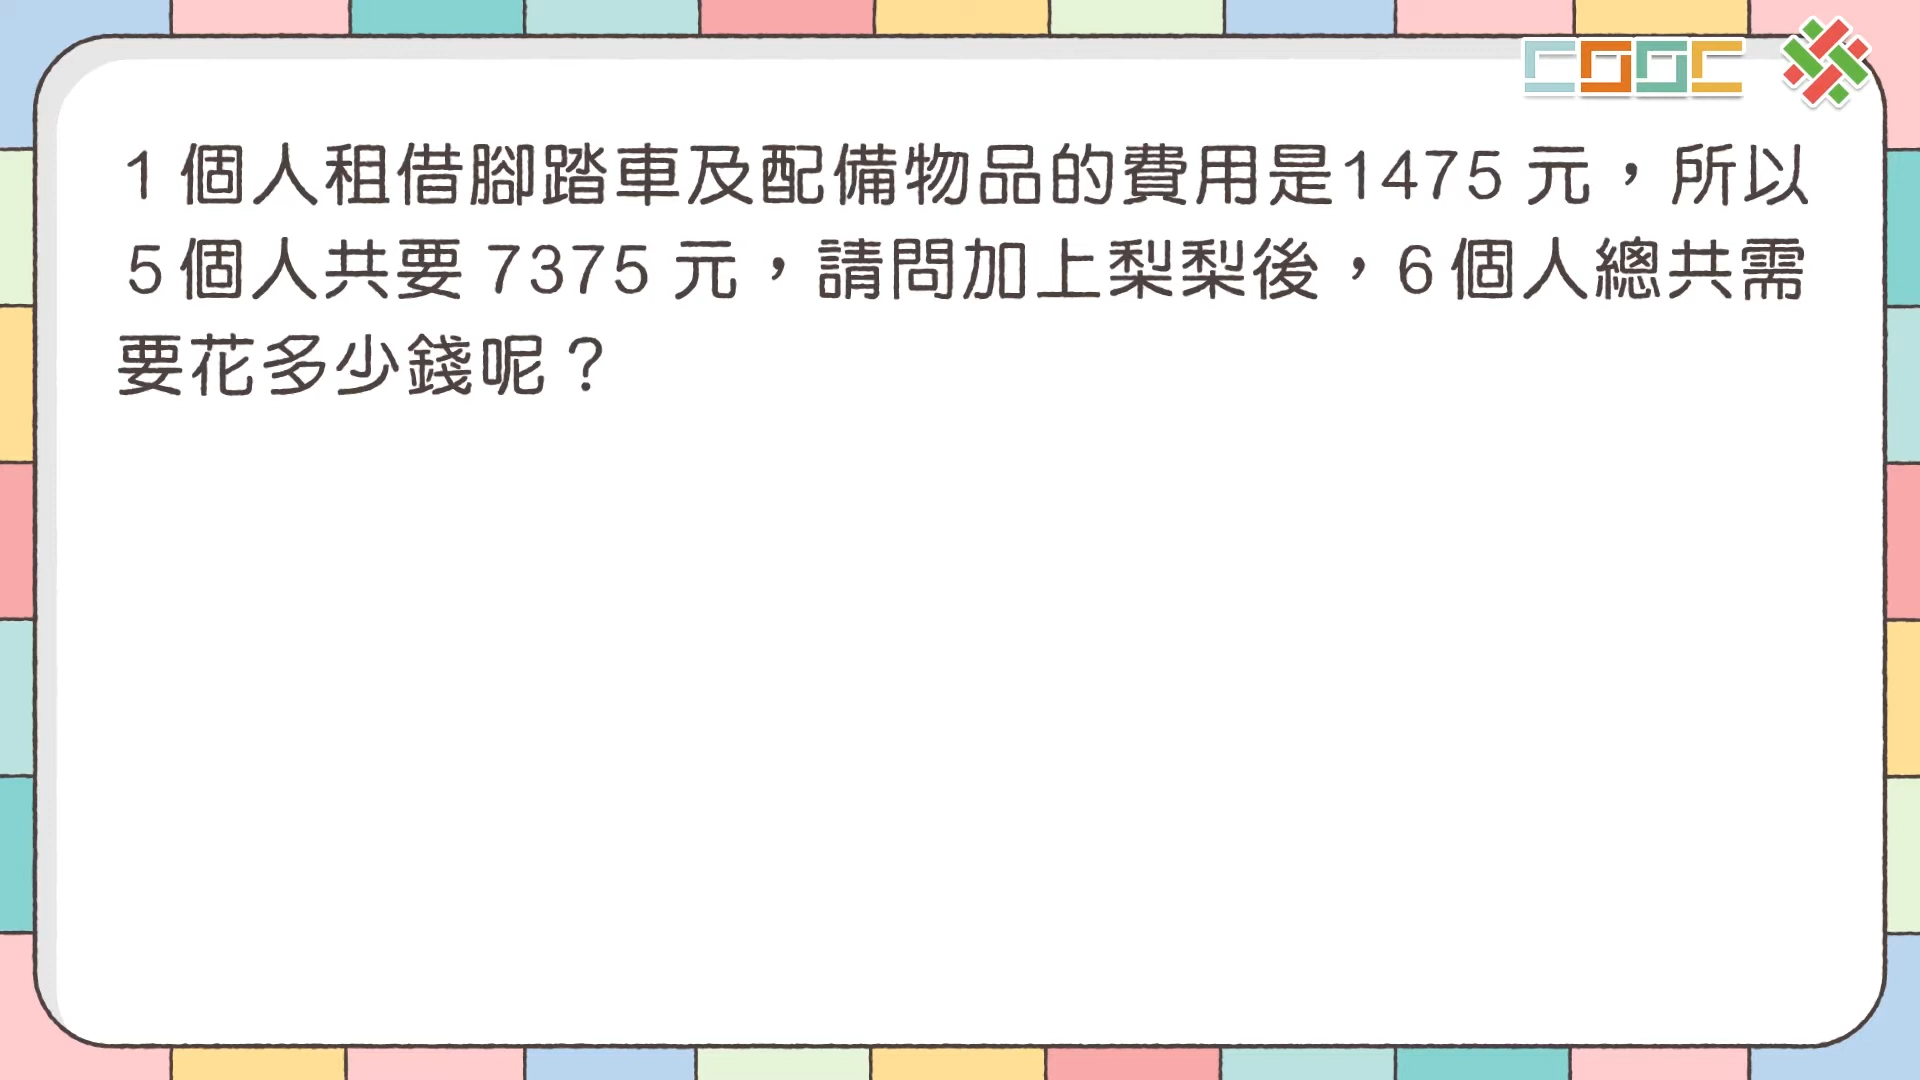 COOC
1 個人租借腳踏車及配備物品的費用是1475 元，所以
5 個人共要 7375 元，請問加上梨梨後，6 個人總共需
要花多少錢呢？